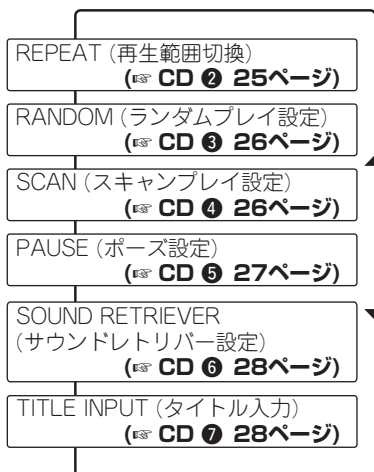 REPEAT (再生範囲切換)
(☞ CD ❷ 25ページ)
RANDOM (ランダムプレイ設定)
(☞ CD ❸ 26ページ)
SCAN (スキャンプレイ設定)
(☞ CD ❹ 26ページ)
PAUSE (ポーズ設定)
(☞ CD ❺ 27ページ)
SOUND RETRIEVER
(サウンドレトリバー設定)
(☞ CD ❻ 28ページ)
TITLE INPUT (タイトル入力)
(☞ CD ❼ 28ページ)